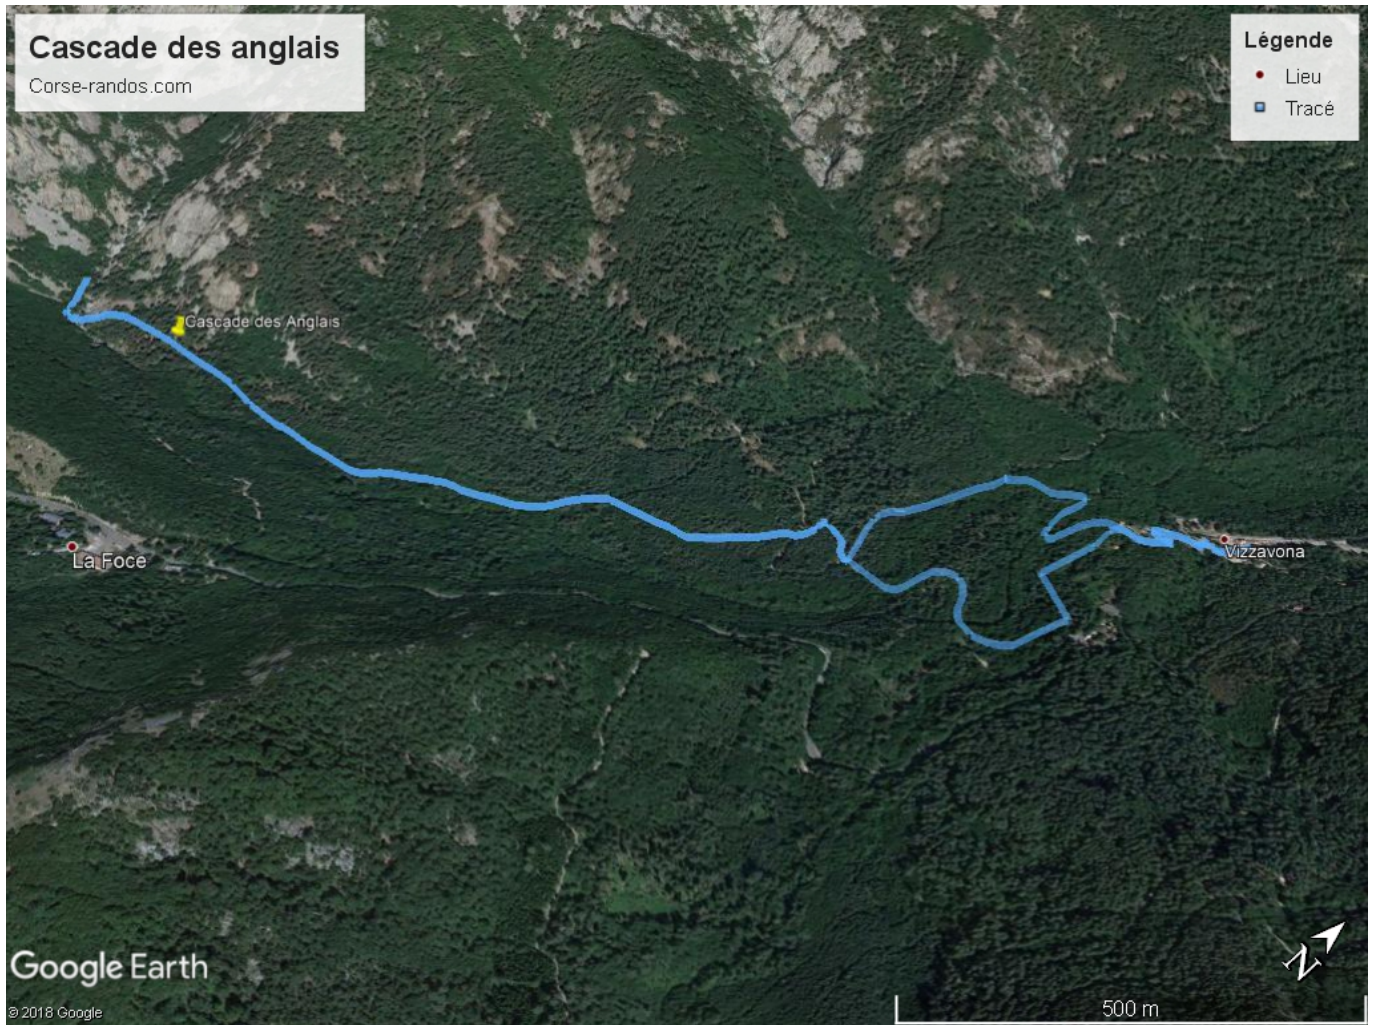 Cascade des anglais
Corse-randos.com
Légende
Lieu
Tracé
Cascade des Anglais
La Foce
Vizzavona
N
Google Earth
© 2018 Google
500 m